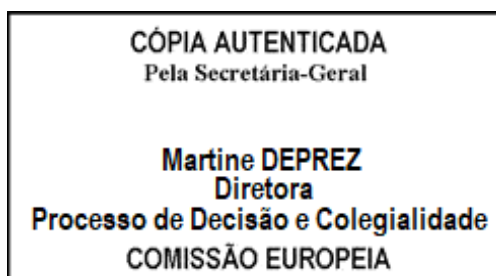 CÓPIA AUTENTICADA
Pela Secretária-Geral
Martine DEPREZ
Diretora
Processo de Decisão e Colegialidade
COMISSÃO EUROPEIA